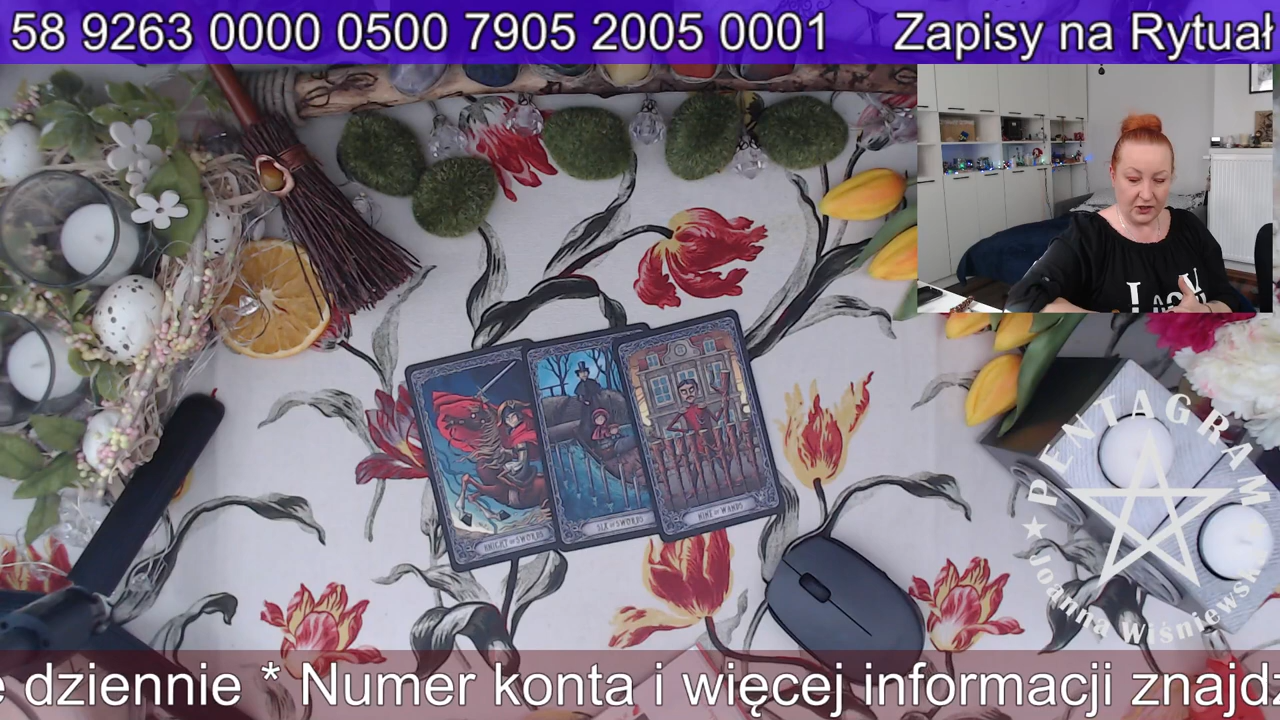 58 9263 0000 0500 7905 2005 0001 Zapisy na Rytuał
KNIGHT OF SWORDS
SIX OF SWORDS
NINE OF WANDS
PENTAGRAM
★ Joanna Wiśniewska
e dziennie * Numer konta i więcej informacji znajdz